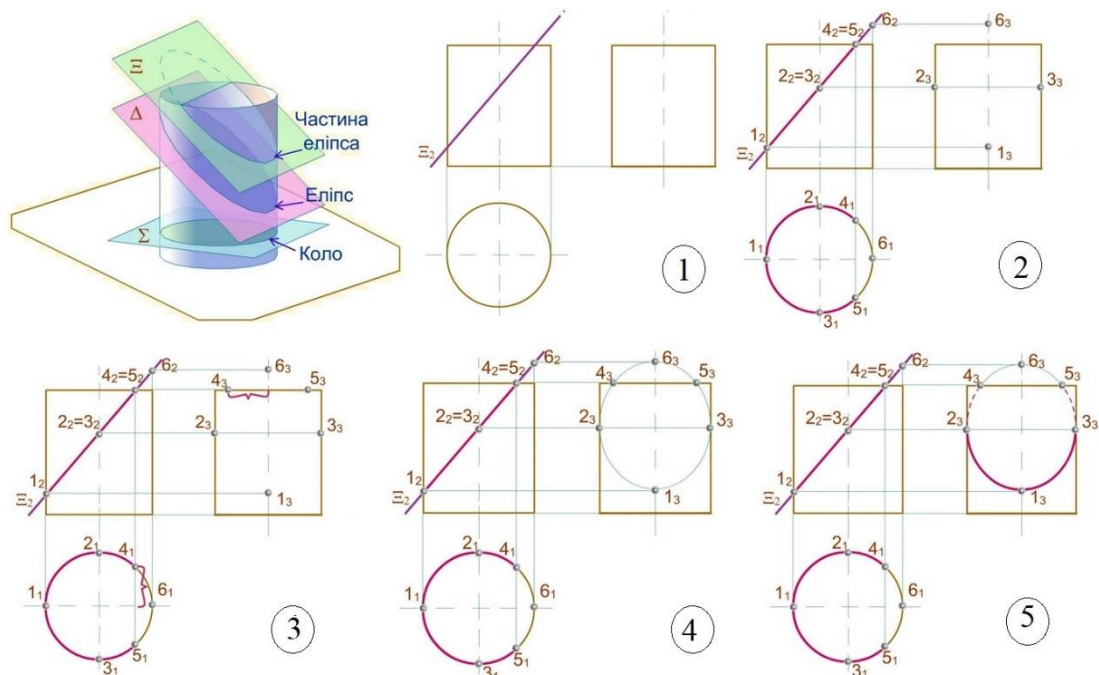 Ξ
Δ
Σ
Частина
еліпса
Еліпс
Коло
Ξ₂
1
4₂=5₂ 6₂ 6₃
2₂=3₂ 2₃ 3₃
1₂ 1₃
Ξ₂
2₁ 4₁
1₁ 6₁
3₁ 5₁
2
6₂ 6₃
4₂=5₂ 4₃ 5₃
2₂=3₂ 2₃ 3₃
1₂ 1₃
Ξ₂
2₁ 4₁
1₁ 6₁
3₁ 5₁
3
6₂ 6₃
4₂=5₂ 4₃ 5₃
2₂=3₂ 2₃ 3₃
1₂ 1₃
Ξ₂
2₁ 4₁
1₁ 6₁
3₁ 5₁
4
6₂ 6₃
4₂=5₂ 4₃ 5₃
2₂=3₂ 2₃ 3₃
1₂ 1₃
Ξ₂
2₁ 4₁
1₁ 6₁
3₁ 5₁
5